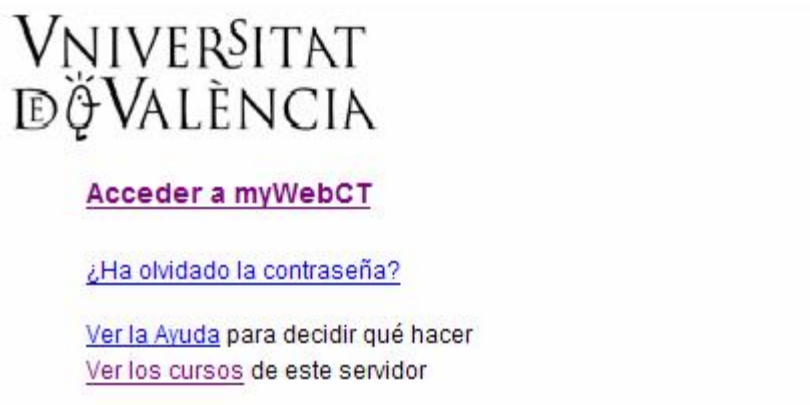 VNIVERSITAT
DE VALÈNCIA
Acceder a myWebCT
¿Ha olvidado la contraseña?
Ver la Ayuda para decidir qué hacer
Ver los cursos de este servidor